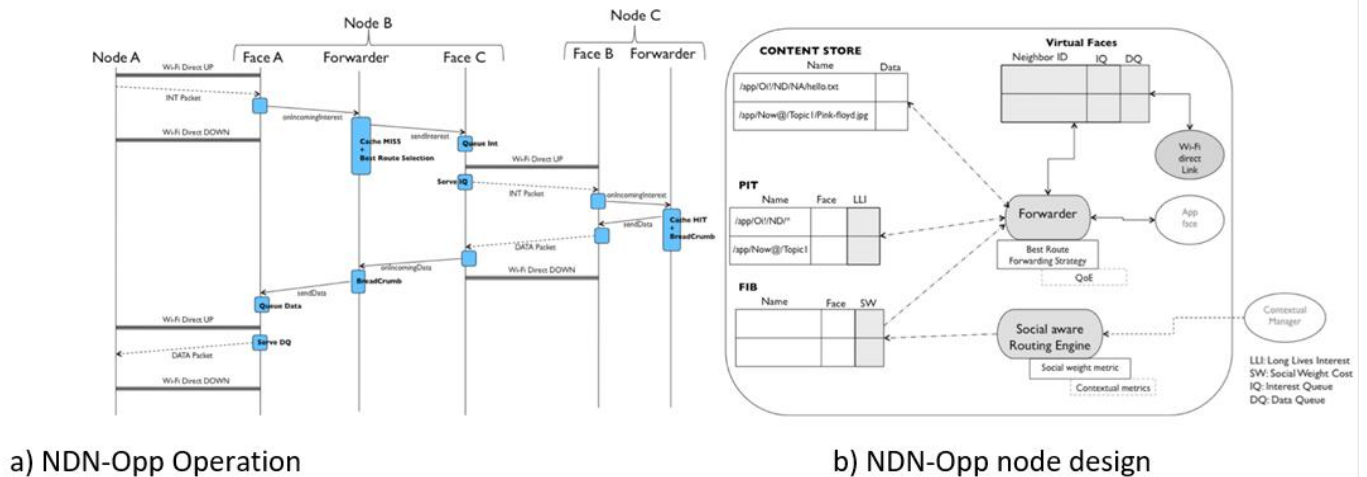 Node B
Node C
Node A
Face A
Forwarder
Face C
Face B
Forwarder
Wi-Fi Direct UP
INT Packet
onIncomingInterest
Wi-Fi Direct DOWN
Cache MISS
+
Best Route Selection
sendInterest
Queue Int
Wi-Fi Direct UP
Serve IQ
INT Packet
onIncomingInterest
Cache HIT
+
BreadCrumb
sendData
DATA Packet
onIncomingData
Wi-Fi Direct DOWN
BreadCrumb
sendData
Queue Data
Wi-Fi Direct UP
Serve DQ
DATA Packet
Wi-Fi Direct DOWN
a) NDN-Opp Operation
CONTENT STORE
Name Data
/app/Oi!/ND/NA/hello.txt
/app/Now@/Topic1/Pink-floyd.jpg
Virtual Faces
Neighbor ID IQ DQ
Wi-Fi
direct
Link
PIT
Name Face LLI
/app/Oi!/ND/*
/app/Now@/Topic1
Forwarder
App
face
Best Route
Forwarding Strategy
QoE
FIB
Name Face SW
Social aware
Routing Engine
Social weight metric
Contextual metrics
Contextual
Manager
LLI: Long Lives Interest
SW: Social Weight Cost
IQ: Interest Queue
DQ: Data Queue
b) NDN-Opp node design